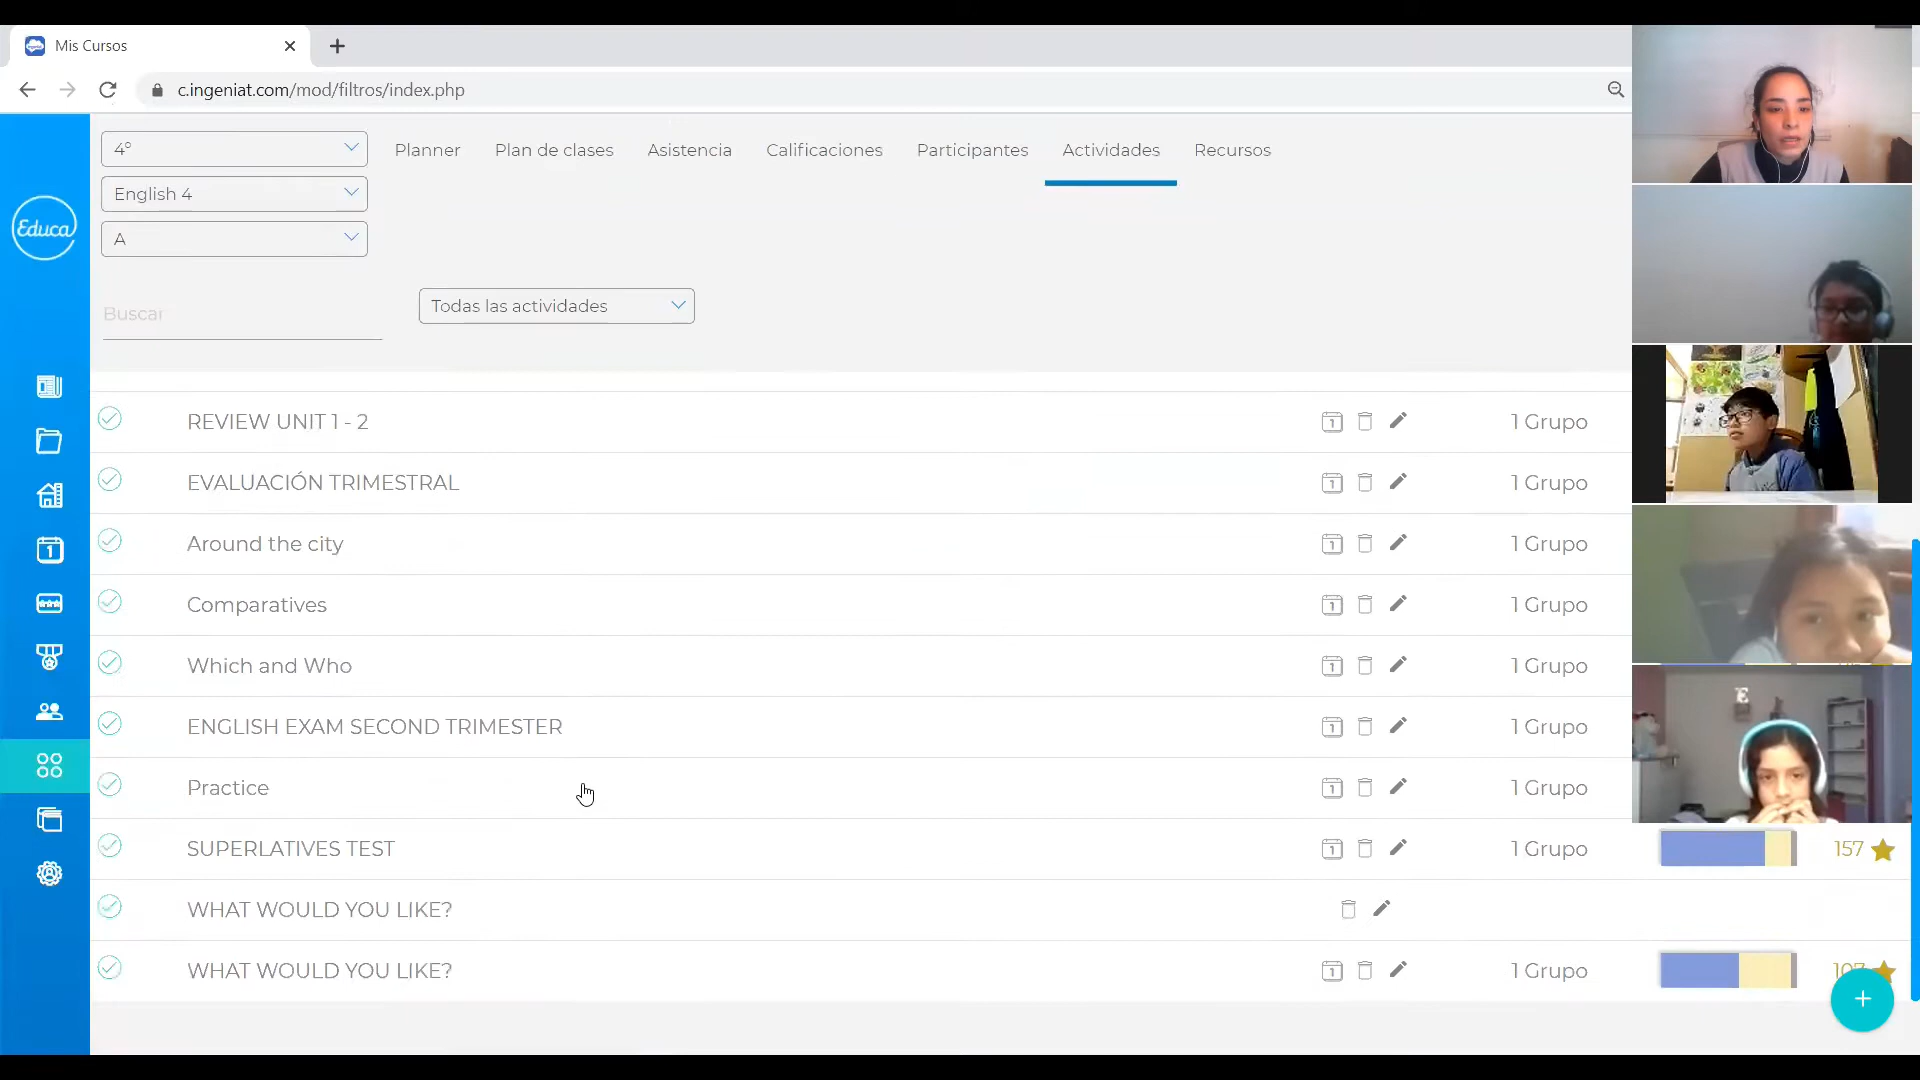 Mis Cursos
c.ingeniat.com/mod/filtros/index.php
4°
Planner
Plan de clases
Asistencia
Calificaciones
Participantes
Actividades
Recursos
English 4
A
Educa
Buscar
Todas las actividades
REVIEW UNIT 1 - 2
1 Grupo
EVALUACIÓN TRIMESTRAL
1 Grupo
Around the city
1 Grupo
Comparatives
1 Grupo
Which and Who
1 Grupo
ENGLISH EXAM SECOND TRIMESTER
1 Grupo
Practice
1 Grupo
SUPERLATIVES TEST
1 Grupo
157
WHAT WOULD YOU LIKE?
WHAT WOULD YOU LIKE?
1 Grupo